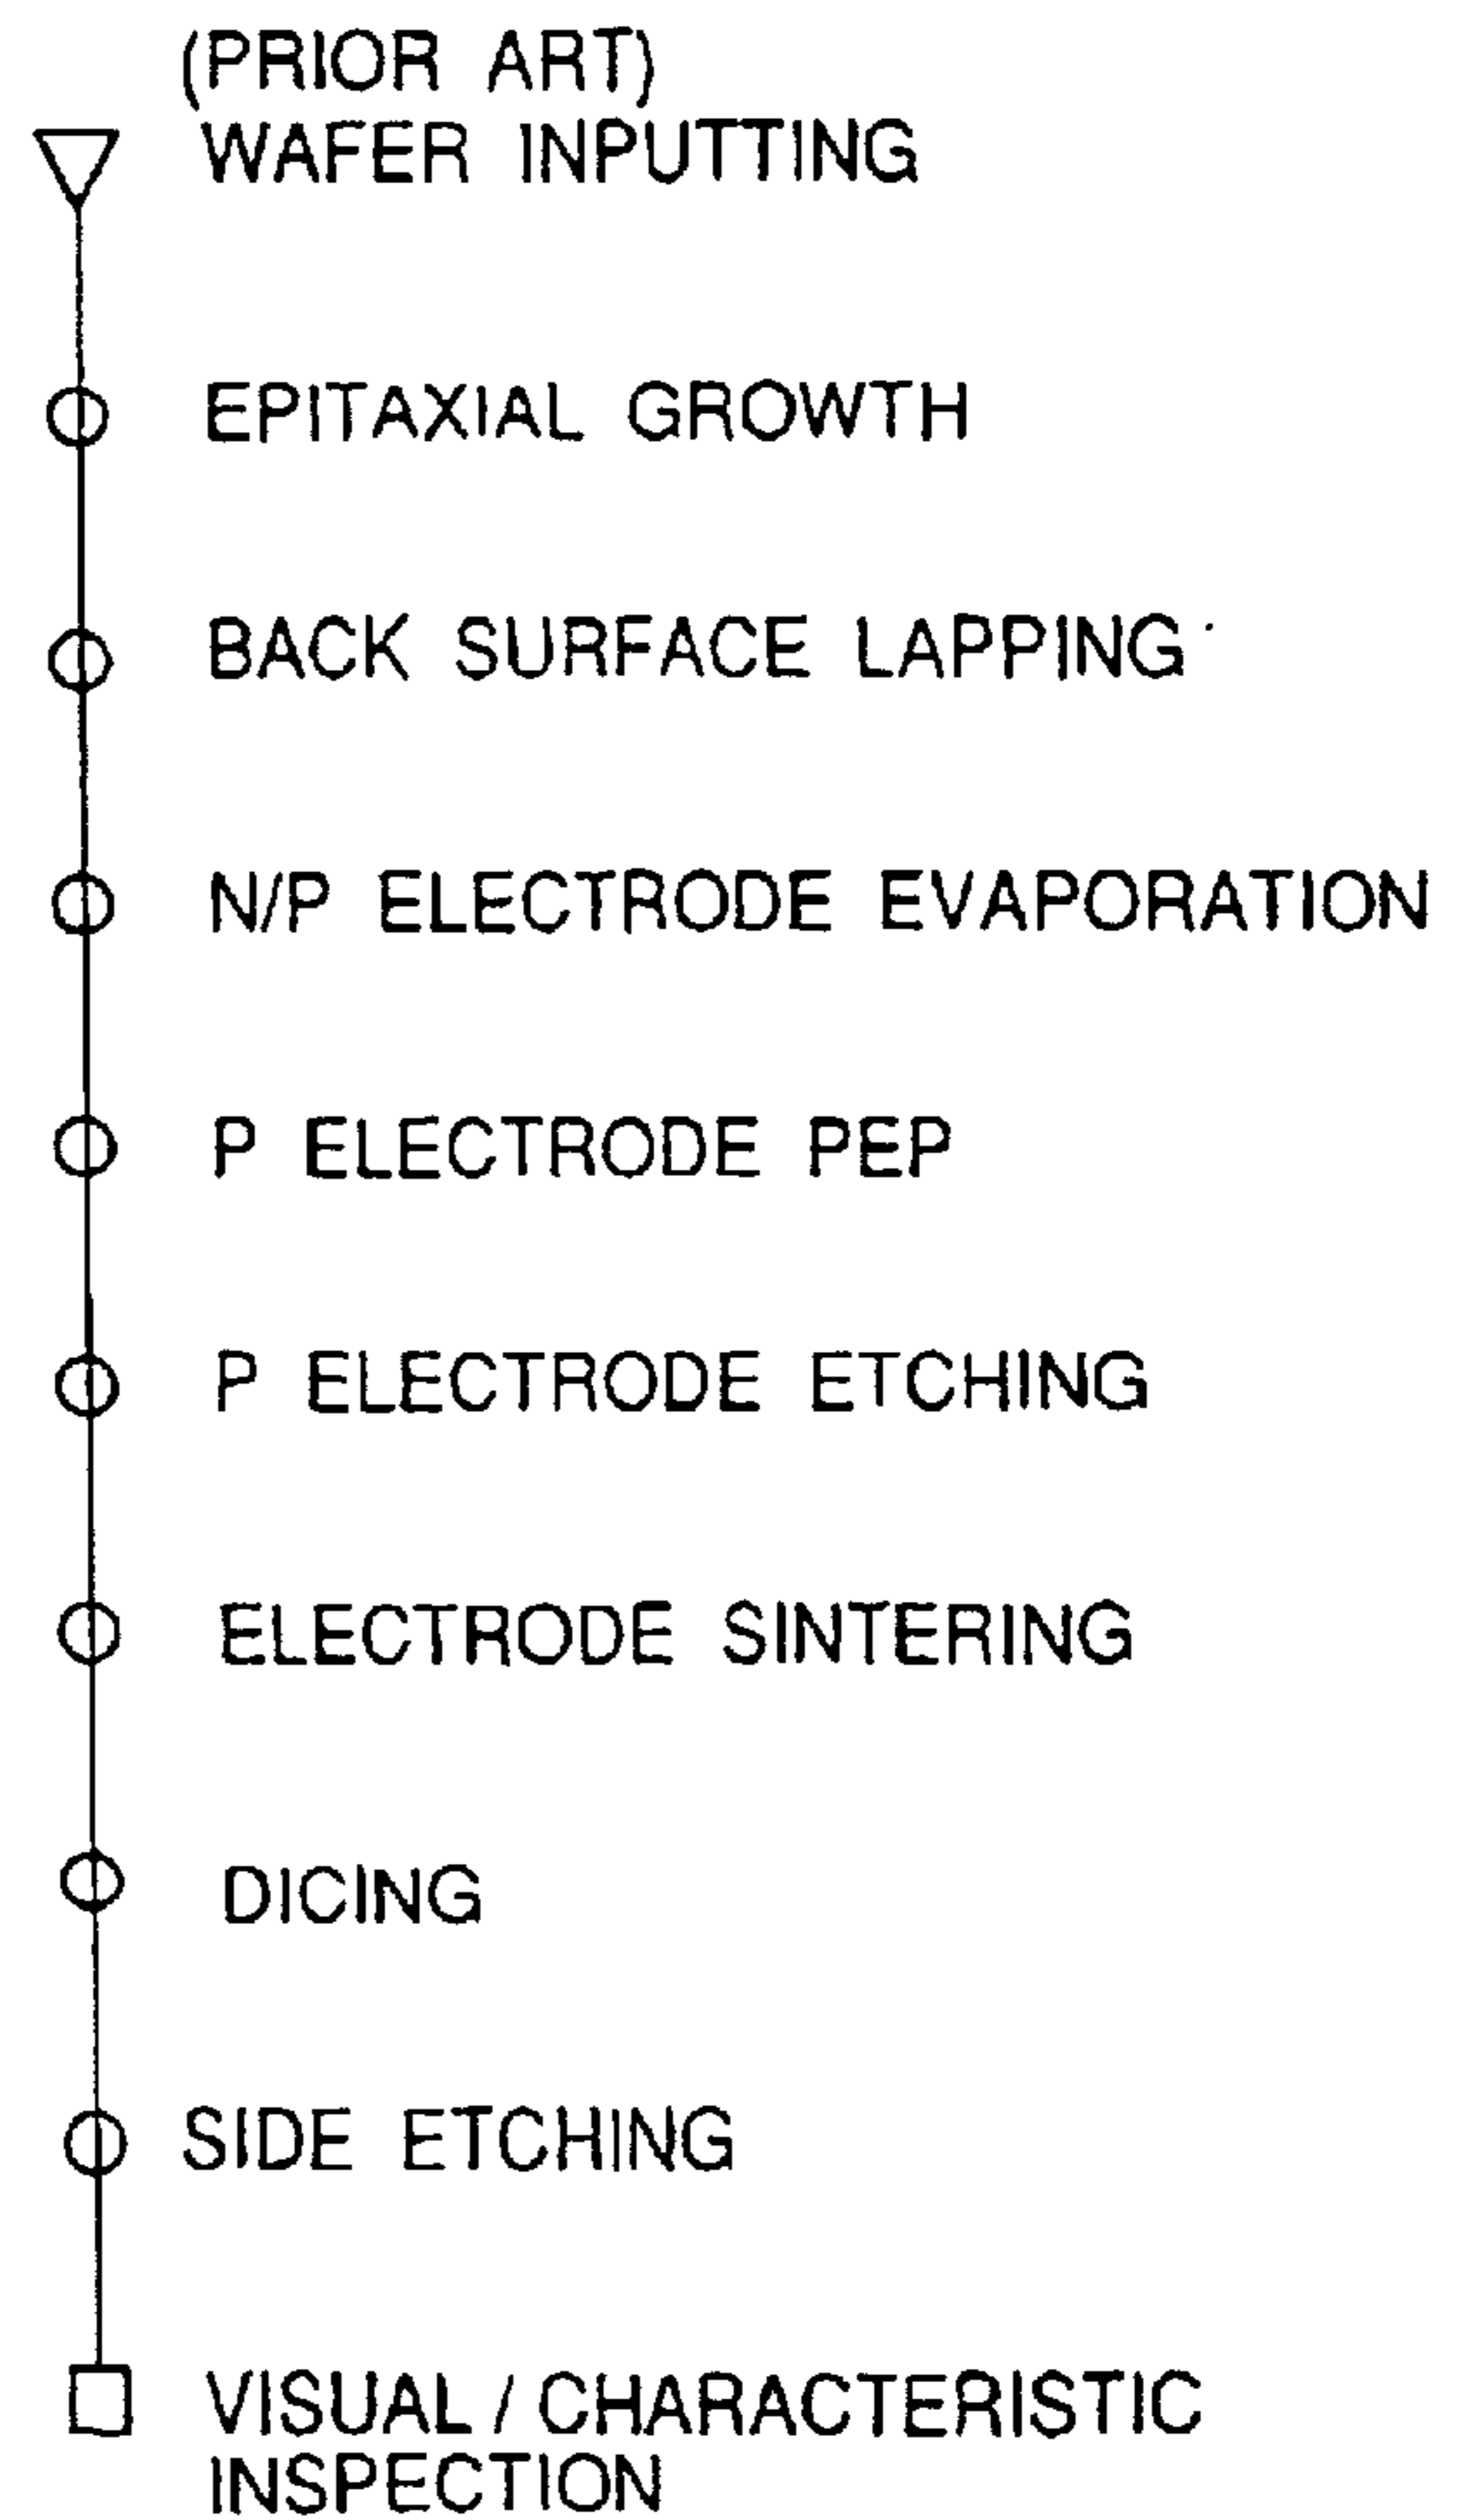 (PRIOR ART)
WAFER INPUTTING
EPITAXIAL GROWTH
BACK SURFACE LAPPING
N/P ELECTRODE EVAPORATION
P ELECTRODE PEP
P ELECTRODE ETCHING
ELECTRODE SINTERING
DICING
SIDE ETCHING
VISUAL/CHARACTERISTIC
INSPECTION